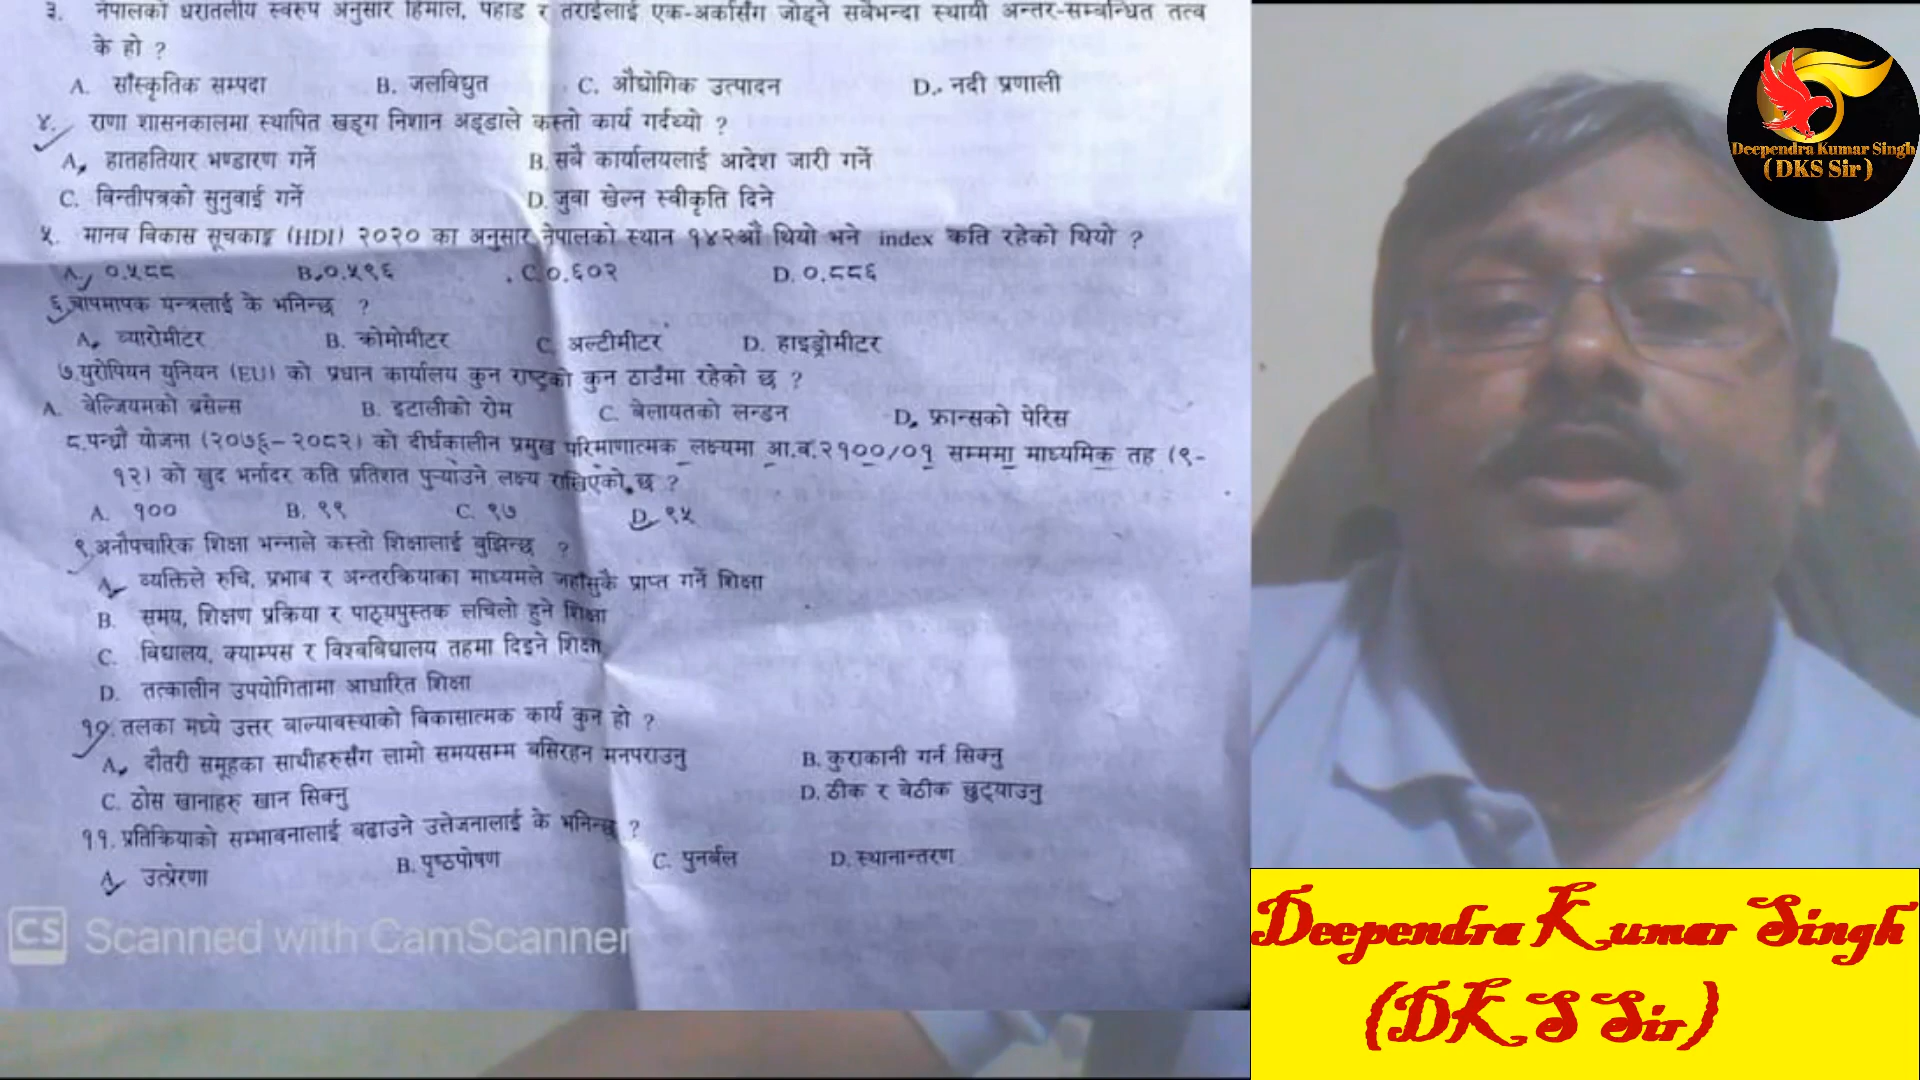 ३. नेपालको धरातलीय स्वरूप अनुसार हिमाल, पहाड र तराईलाई एक-अर्कासँग जोड्ने सबैभन्दा स्थायी अन्तर-सम्बन्धित तत्व
के हो ?
A. साँस्कृतिक सम्पदा B. जलविद्युत C. औद्योगिक उत्पादन D. नदी प्रणाली
४. राणा शासनकालमा स्थापित खड्ग निशान अड्डाले कस्तो कार्य गर्दथ्यो ?
A. हातहतियार भण्डारण गर्ने B. सबै कार्यालयलाई आदेश जारी गर्ने
C. बिन्तीपत्रको सुनुवाई गर्ने D. जुवा खेल्न स्वीकृति दिने
५. मानव विकास सूचकाङ्क (HDI) २०२० का अनुसार नेपालको स्थान १४२औं थियो भने index कति रहेको थियो ?
A. ०.५८८ B. ०.५९६ C. ०.६०२ D. ०.८८६
६. चापमापक यन्त्रलाई के भनिन्छ ?
A. ब्यारोमीटर B. क्रोमोमीटर C. अल्टीमीटर D. हाइड्रोमीटर
७. युरोपियन युनियन (EU) को प्रधान कार्यालय कुन राष्ट्रको कुन ठाउँमा रहेको छ ?
A. बेल्जियमको ब्रसेल्स B. इटालीको रोम C. बेलायतको लन्डन D. फ्रान्सको पेरिस
८. पन्ध्रौं योजना (२०७६-२०८२) को दीर्घकालीन प्रमुख परिमाणात्मक लक्ष्यमा आ.व.२१००/०१ सम्ममा माध्यमिक तह (९-
१२) को खुद भर्नादर कति प्रतिशत पुऱ्याउने लक्ष्य राखिएको छ ?
A. १०० B. ९९ C. ९७ D. ९५
९. अनौपचारिक शिक्षा भन्नाले कस्तो शिक्षालाई बुझिन्छ ?
A. व्यक्तिले रुचि, प्रभाव र अन्तरक्रियाका माध्यमले जहाँसुकै प्राप्त गर्ने शिक्षा
B. समय, शिक्षण प्रक्रिया र पाठ्यपुस्तक लचिलो हुने शिक्षा
C. विद्यालय, क्याम्पस र विश्वविद्यालय तहमा दिइने शिक्षा
D. तत्कालीन उपयोगितामा आधारित शिक्षा
१०. तलका मध्ये उत्तर बाल्यावस्थाको विकासात्मक कार्य कुन हो ?
A. दौंतरी समूहका साथीहरूसँग लामो समयसम्म बसिरहन मनपराउनु B. कुराकानी गर्न सिक्नु
C. ठोस खानाहरु खान सिक्नु D. ठीक र बेठीक छुट्याउनु
११. प्रतिक्रियाको सम्भावनालाई बढाउने उत्तेजनालाई के भनिन्छ ?
A. उत्प्रेरणा B. पृष्ठपोषण C. पुनर्बल D. स्थानान्तरण
CS Scanned with CamScanner
Deependra Kumar Singh
(DKS Sir)
Deependra Kumar Singh
(DKS Sir)